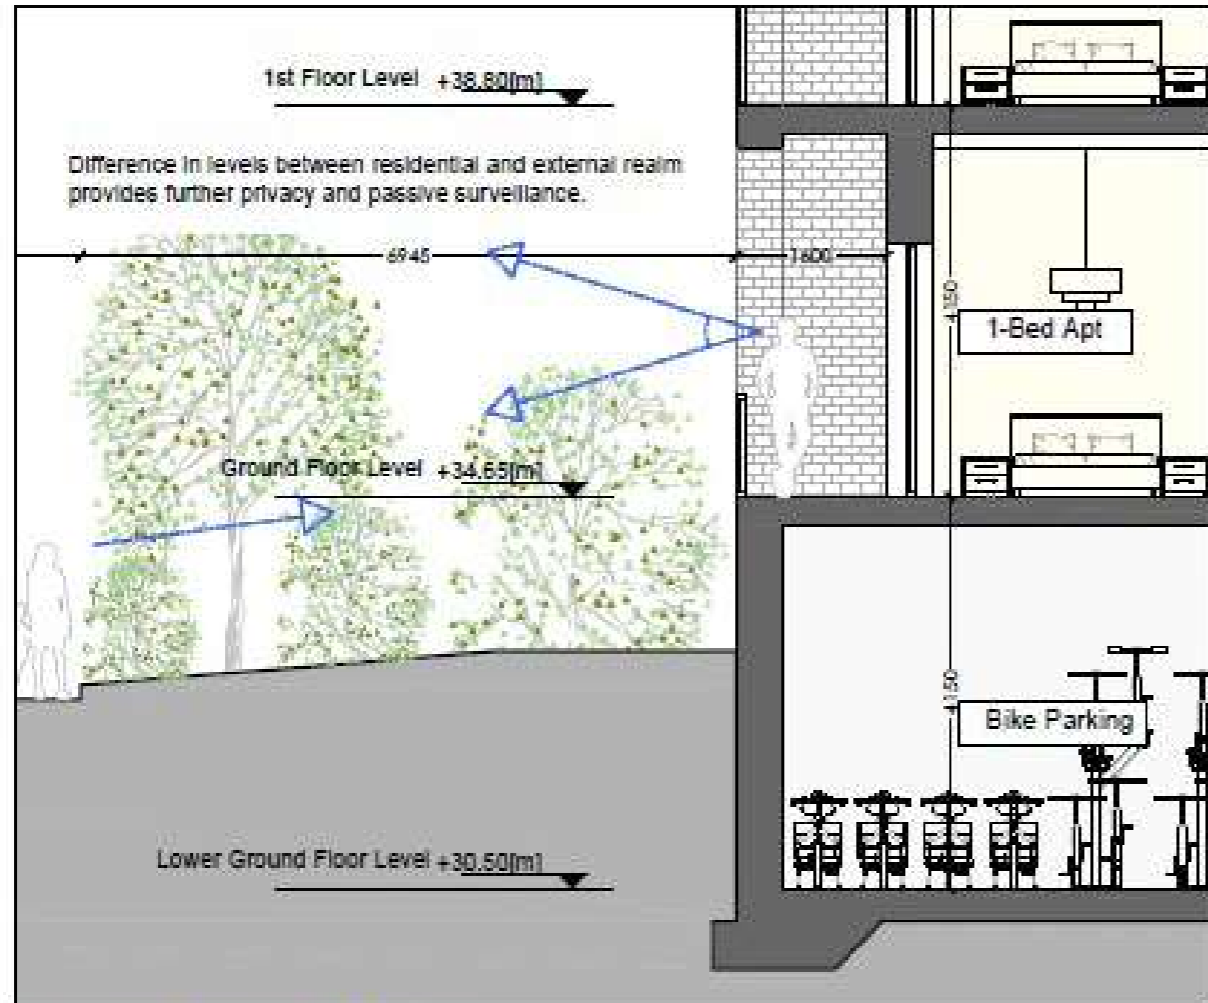 1st Floor Level +38.80[m]
Difference in levels between residential and external realm
provides further privacy and passive surveillance.
6945
1600
4150
1-Bed Apt
Ground Floor Level +34.65[m]
4150
Bike Parking
Lower Ground Floor Level +30.50[m]